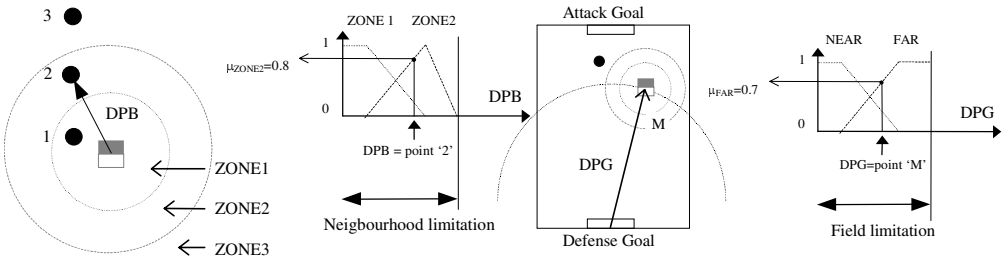 3
2
1
DPB
ZONE1
ZONE2
ZONE3
ZONE 1 ZONE2
1
μZONE2=0.8
0
DPB
DPB = point ‘2’
Neigbourhood limitation
Attack Goal
M
DPG
Defense Goal
NEAR FAR
1
μFAR=0.7
0
DPG
DPG=point ‘M’
Field limitation